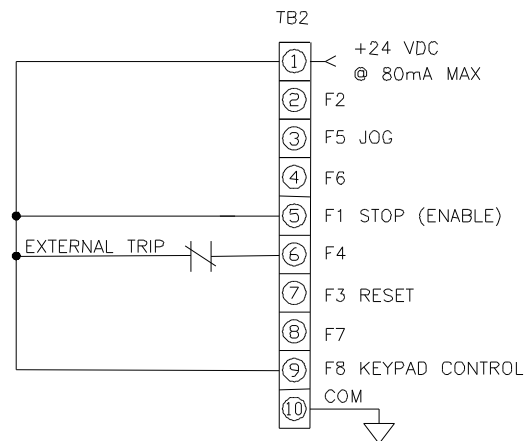 TB2
1 +24 VDC
@ 80mA MAX
2 F2
3 F5 JOG
4 F6
5 F1 STOP (ENABLE)
EXTERNAL TRIP 6 F4
7 F3 RESET
8 F7
9 F8 KEYPAD CONTROL
10 COM